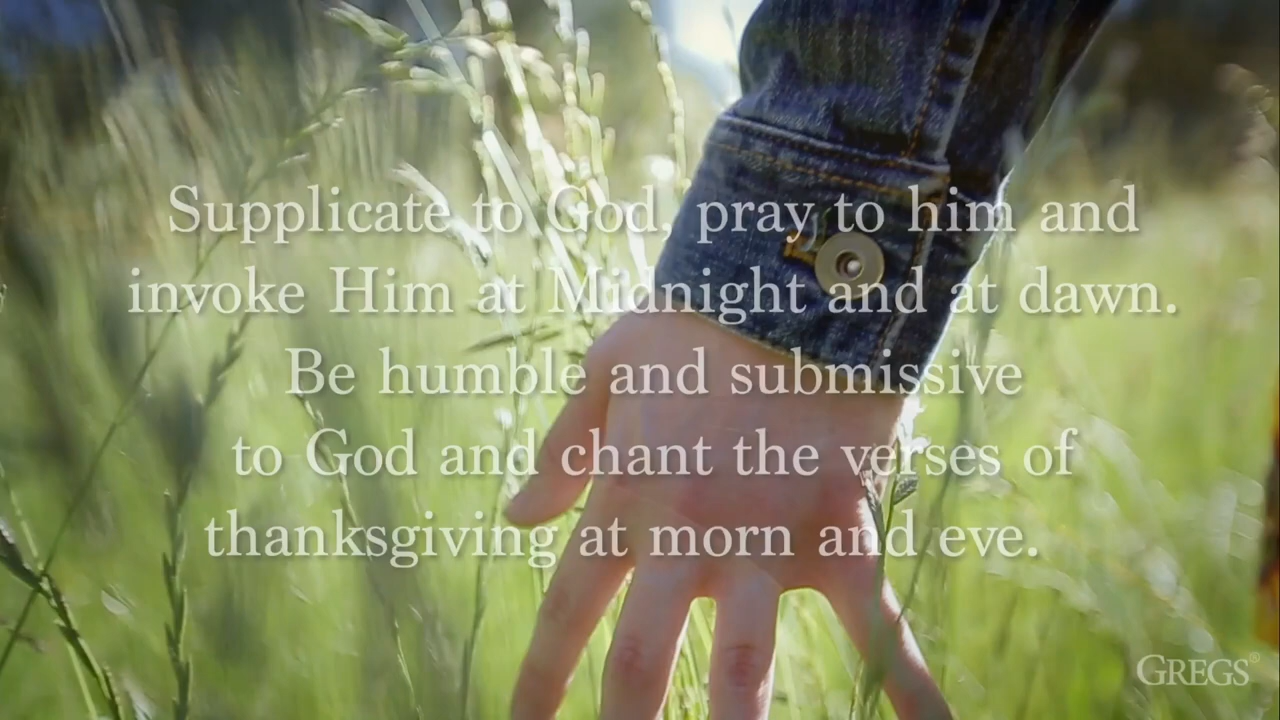 Supplicate to God, pray to him and
invoke Him at Midnight and at dawn.
Be humble and submissive
to God and chant the verses of
thanksgiving at morn and eve.
GREGS®